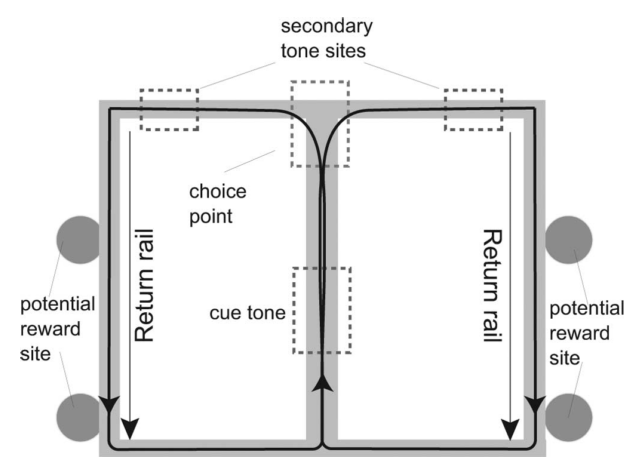 secondary
tone sites
choice
point
Return rail
Return rail
cue tone
potential
reward
site
potential
reward
site